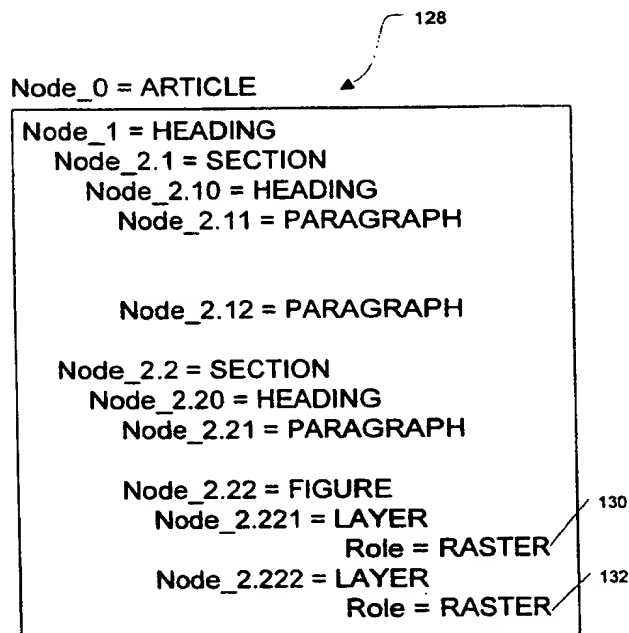 128
Node_0 = ARTICLE
Node_1 = HEADING
Node_2.1 = SECTION
Node_2.10 = HEADING
Node_2.11 = PARAGRAPH
Node_2.12 = PARAGRAPH
Node_2.2 = SECTION
Node_2.20 = HEADING
Node_2.21 = PARAGRAPH
Node_2.22 = FIGURE
Node_2.221 = LAYER
Role = RASTER 130
Node_2.222 = LAYER
Role = RASTER 132